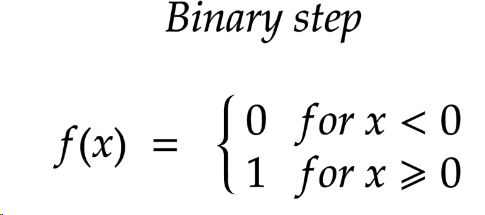 Binary step
f(x) = { 0 for x < 0
1 for x ⩾ 0